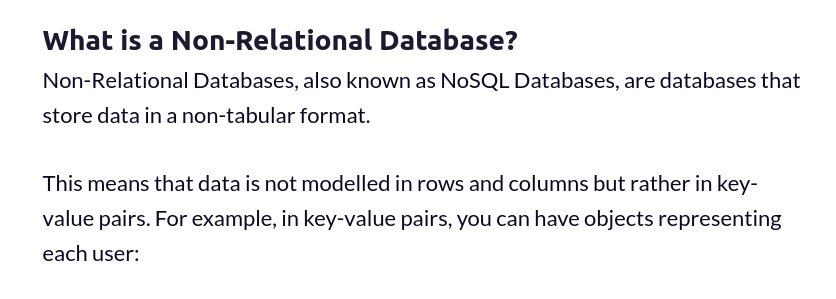 What is a Non-Relational Database?
Non-Relational Databases, also known as NoSQL Databases, are databases that
store data in a non-tabular format.
This means that data is not modelled in rows and columns but rather in key-
value pairs. For example, in key-value pairs, you can have objects representing
each user: